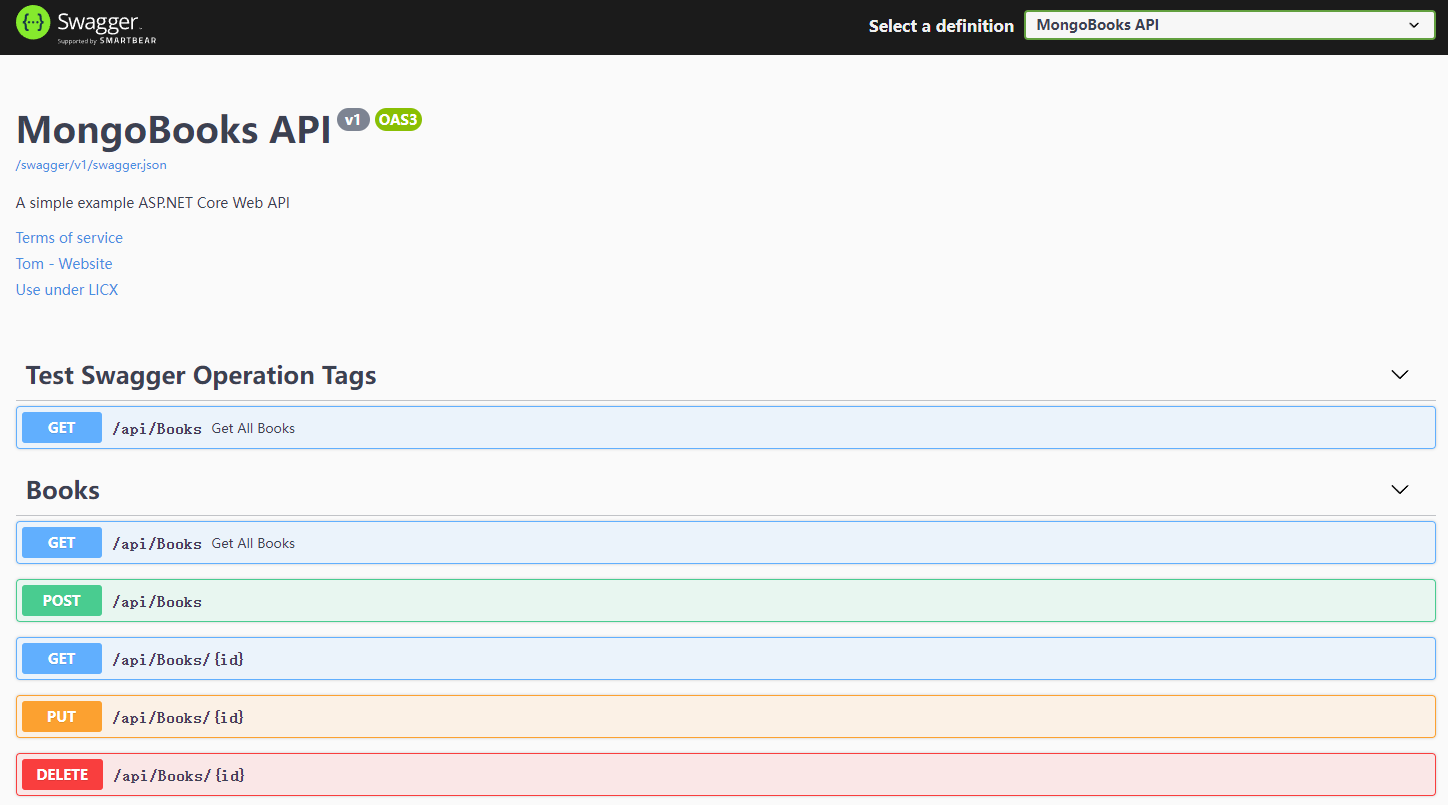 Swagger
Supported by SMARTBEAR
Select a definition
MongoBooks API
MongoBooks API v1 OAS3
/swagger/v1/swagger.json
A simple example ASP.NET Core Web API
Terms of service
Tom - Website
Use under LICX
Test Swagger Operation Tags
GET /api/Books Get All Books
Books
GET /api/Books Get All Books
POST /api/Books
GET /api/Books/{id}
PUT /api/Books/{id}
DELETE /api/Books/{id}